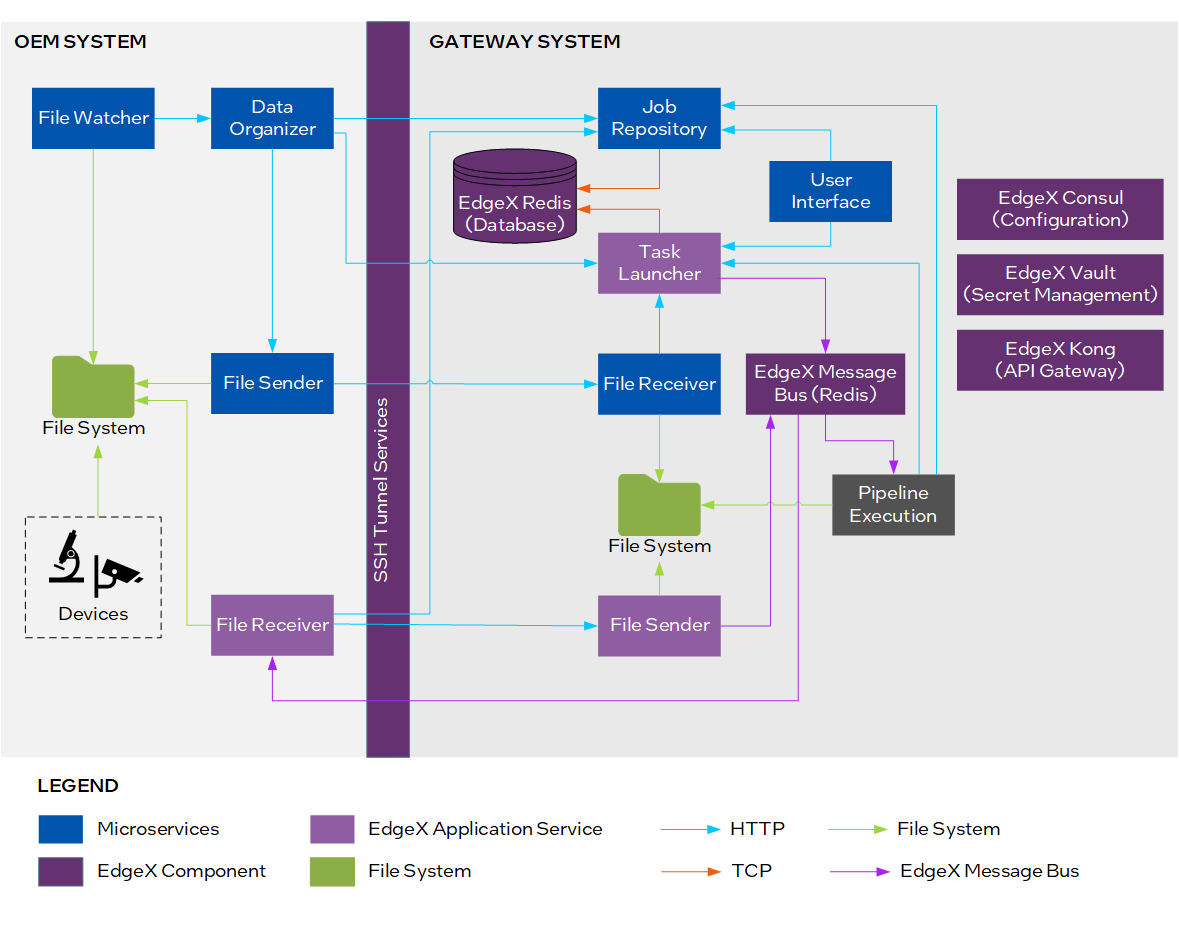 OEM SYSTEM
GATEWAY SYSTEM
File Watcher
Data
Organizer
Job
Repository
User
Interface
EdgeX Redis
(Database)
EdgeX Consul
(Configuration)
Task
Launcher
EdgeX Vault
(Secret Management)
EdgeX Kong
(API Gateway)
File Sender
File Receiver
EdgeX Message
Bus (Redis)
File System
SSH Tunnel Services
Pipeline
Execution
File System
Devices
File Receiver
File Sender
LEGEND
Microservices
EdgeX Application Service
HTTP
File System
EdgeX Component
File System
TCP
EdgeX Message Bus